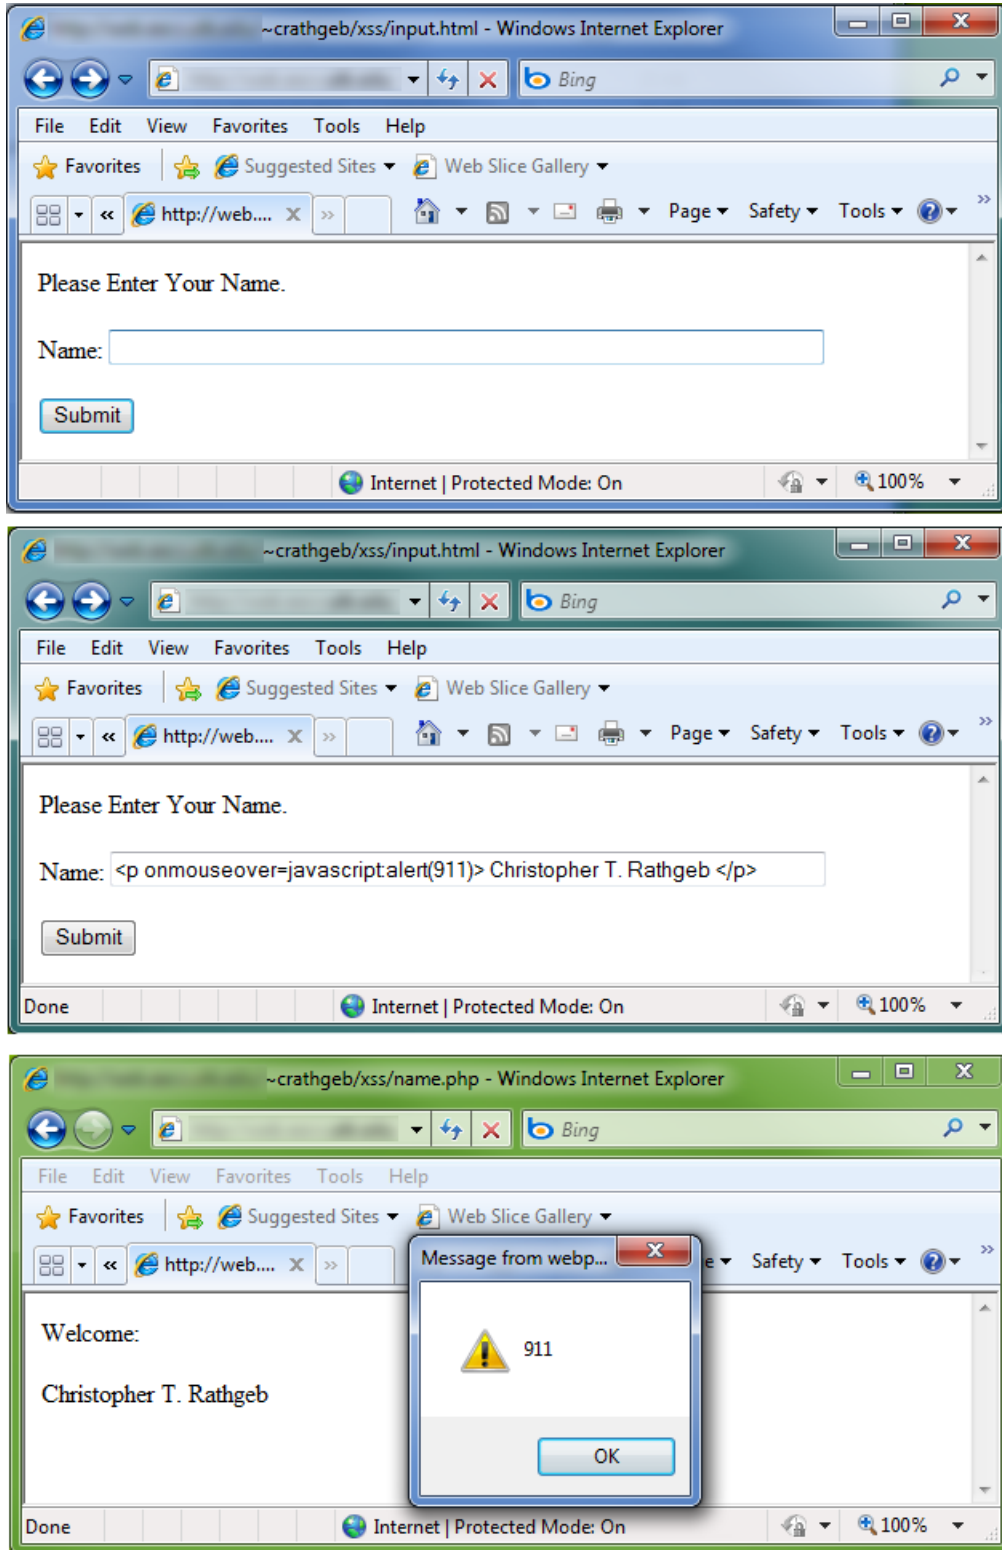 ~crathgeb/xss/input.html - Windows Internet Explorer
Bing
File Edit View Favorites Tools Help
Favorites Suggested Sites Web Slice Gallery
« http://web.... X » Page Safety Tools »
Please Enter Your Name.
Name:
Submit
Internet | Protected Mode: On 100%
~crathgeb/xss/input.html - Windows Internet Explorer
Bing
File Edit View Favorites Tools Help
Favorites Suggested Sites Web Slice Gallery
« http://web.... X » Page Safety Tools »
Please Enter Your Name.
Name: <p onmouseover=javascript:alert(911)> Christopher T. Rathgeb </p>
Submit
Done Internet | Protected Mode: On 100%
~crathgeb/xss/name.php - Windows Internet Explorer
Bing
File Edit View Favorites Tools Help
Favorites Suggested Sites Web Slice Gallery
« http://web.... X » e Safety Tools »
Message from webp...
911
OK
Welcome:
Christopher T. Rathgeb
Done Internet | Protected Mode: On 100%